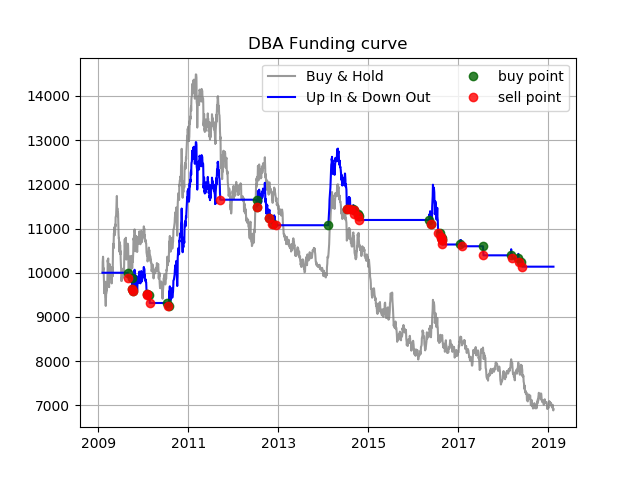 DBA Funding curve
Buy & Hold
Up In & Down Out
buy point
sell point
14000
13000
12000
11000
10000
9000
8000
7000
2009 2011 2013 2015 2017 2019